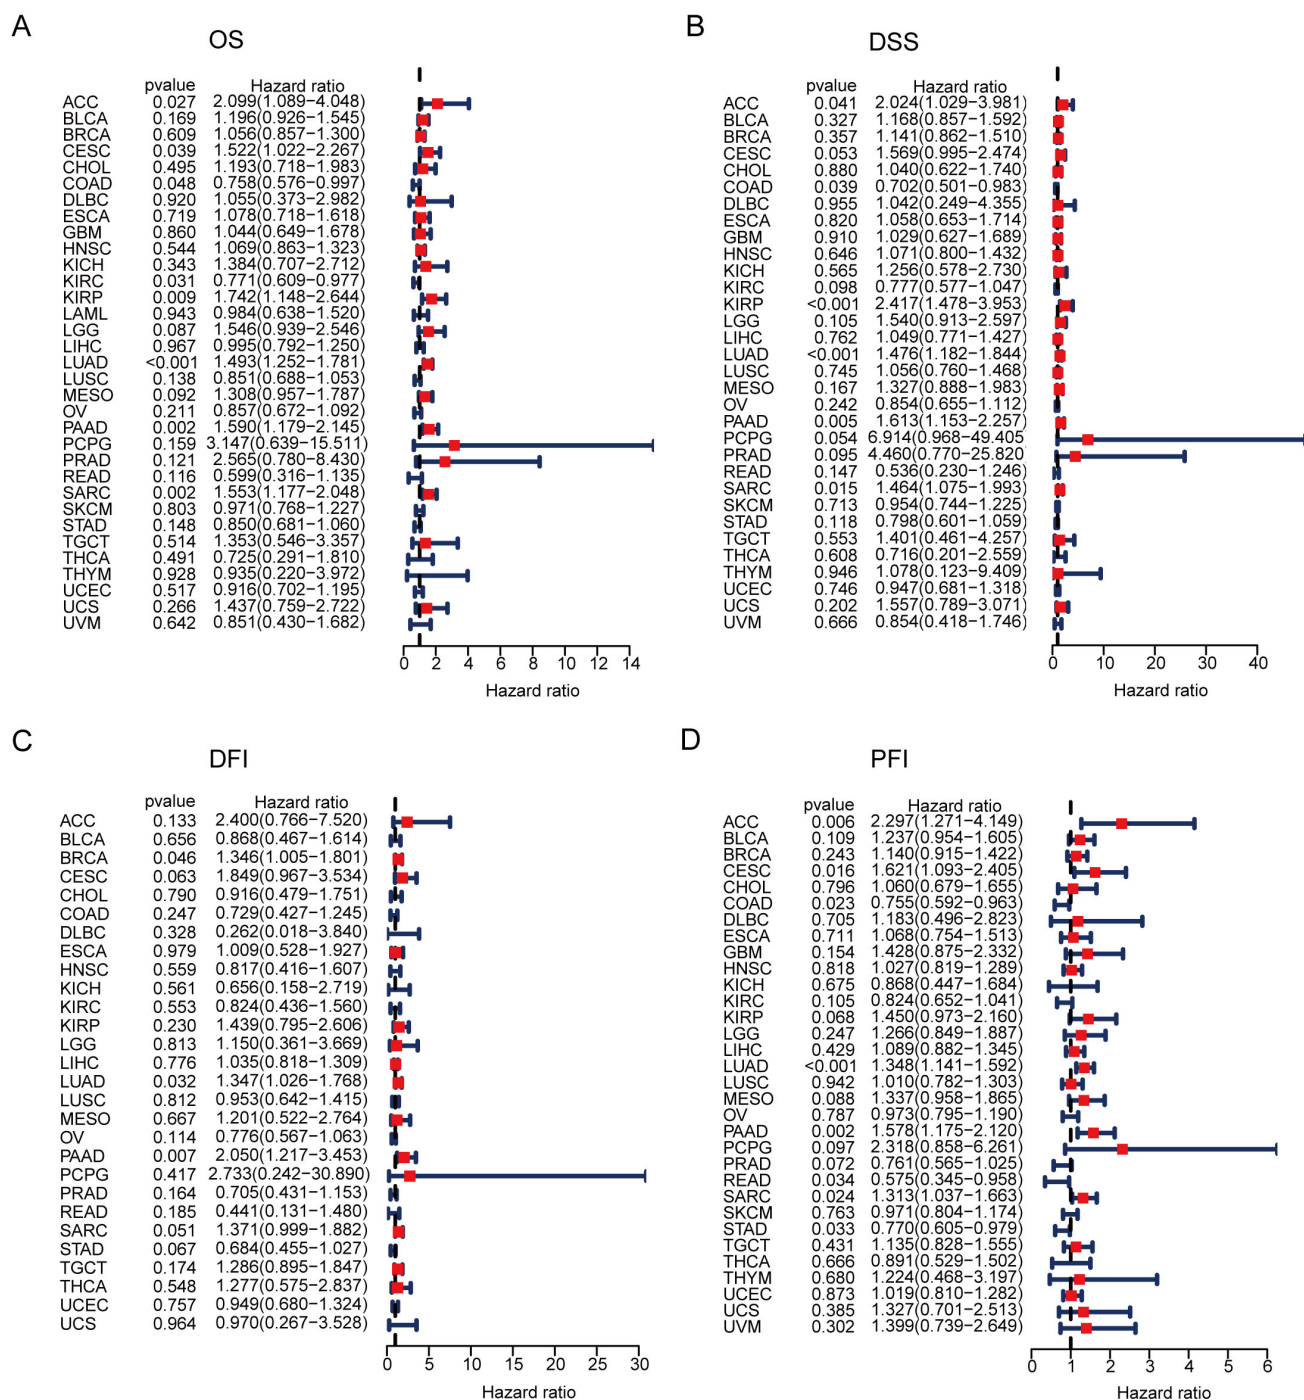 A
OS
pvalue Hazard ratio
ACC 0.027 2.099(1.089−4.048)
BLCA 0.169 1.196(0.926−1.545)
BRCA 0.609 1.056(0.857−1.300)
CESC 0.039 1.522(1.022−2.267)
CHOL 0.495 1.193(0.718−1.983)
COAD 0.048 0.758(0.576−0.997)
DLBC 0.920 1.055(0.373−2.982)
ESCA 0.719 1.078(0.718−1.618)
GBM 0.860 1.044(0.649−1.678)
HNSC 0.544 1.069(0.863−1.323)
KICH 0.343 1.384(0.707−2.712)
KIRC 0.031 0.771(0.609−0.977)
KIRP 0.009 1.742(1.148−2.644)
LAML 0.943 0.984(0.638−1.520)
LGG 0.087 1.546(0.939−2.546)
LIHC 0.967 0.995(0.792−1.250)
LUAD <0.001 1.493(1.252−1.781)
LUSC 0.138 0.851(0.688−1.053)
MESO 0.092 1.308(0.957−1.787)
OV 0.211 0.857(0.672−1.092)
PAAD 0.002 1.590(1.179−2.145)
PCPG 0.159 3.147(0.639−15.511)
PRAD 0.121 2.565(0.780−8.430)
READ 0.116 0.599(0.316−1.135)
SARC 0.002 1.553(1.177−2.048)
SKCM 0.803 0.971(0.768−1.227)
STAD 0.148 0.850(0.681−1.060)
TGCT 0.514 1.353(0.546−3.357)
THCA 0.491 0.725(0.291−1.810)
THYM 0.928 0.935(0.220−3.972)
UCEC 0.517 0.916(0.702−1.195)
UCS 0.266 1.437(0.759−2.722)
UVM 0.642 0.851(0.430−1.682)
0 2 4 6 8 10 12 14
Hazard ratio
B
DSS
pvalue Hazard ratio
ACC 0.041 2.024(1.029−3.981)
BLCA 0.327 1.168(0.857−1.592)
BRCA 0.357 1.141(0.862−1.510)
CESC 0.053 1.569(0.995−2.474)
CHOL 0.880 1.040(0.622−1.740)
COAD 0.039 0.702(0.501−0.983)
DLBC 0.955 1.042(0.249−4.355)
ESCA 0.820 1.058(0.653−1.714)
GBM 0.910 1.029(0.627−1.689)
HNSC 0.646 1.071(0.800−1.432)
KICH 0.565 1.256(0.578−2.730)
KIRC 0.098 0.777(0.577−1.047)
KIRP <0.001 2.417(1.478−3.953)
LGG 0.105 1.540(0.913−2.597)
LIHC 0.762 1.049(0.771−1.427)
LUAD <0.001 1.476(1.182−1.844)
LUSC 0.745 1.056(0.760−1.468)
MESO 0.167 1.327(0.888−1.983)
OV 0.242 0.854(0.655−1.112)
PAAD 0.005 1.613(1.153−2.257)
PCPG 0.054 6.914(0.968−49.405)
PRAD 0.095 4.460(0.770−25.820)
READ 0.147 0.536(0.230−1.246)
SARC 0.015 1.464(1.075−1.993)
SKCM 0.713 0.954(0.744−1.225)
STAD 0.118 0.798(0.601−1.059)
TGCT 0.553 1.401(0.461−4.257)
THCA 0.608 0.716(0.201−2.559)
THYM 0.946 1.078(0.123−9.409)
UCEC 0.746 0.947(0.681−1.318)
UCS 0.202 1.557(0.789−3.071)
UVM 0.666 0.854(0.418−1.746)
0 10 20 30 40
Hazard ratio
C
DFI
pvalue Hazard ratio
ACC 0.133 2.400(0.766−7.520)
BLCA 0.656 0.868(0.467−1.614)
BRCA 0.046 1.346(1.005−1.801)
CESC 0.063 1.849(0.967−3.534)
CHOL 0.790 0.916(0.479−1.751)
COAD 0.247 0.729(0.427−1.245)
DLBC 0.328 0.262(0.018−3.840)
ESCA 0.979 1.009(0.528−1.927)
HNSC 0.559 0.817(0.416−1.607)
KICH 0.561 0.656(0.158−2.719)
KIRC 0.553 0.824(0.436−1.560)
KIRP 0.230 1.439(0.795−2.606)
LGG 0.813 1.150(0.361−3.669)
LIHC 0.776 1.035(0.818−1.309)
LUAD 0.032 1.347(1.026−1.768)
LUSC 0.812 0.953(0.642−1.415)
MESO 0.667 1.201(0.522−2.764)
OV 0.114 0.776(0.567−1.063)
PAAD 0.007 2.050(1.217−3.453)
PCPG 0.417 2.733(0.242−30.890)
PRAD 0.164 0.705(0.431−1.153)
READ 0.185 0.441(0.131−1.480)
SARC 0.051 1.371(0.999−1.882)
STAD 0.067 0.684(0.455−1.027)
TGCT 0.174 1.286(0.895−1.847)
THCA 0.548 1.277(0.575−2.837)
UCEC 0.757 0.949(0.680−1.324)
UCS 0.964 0.970(0.267−3.528)
0 5 10 15 20 25 30
Hazard ratio
D
PFI
pvalue Hazard ratio
ACC 0.006 2.297(1.271−4.149)
BLCA 0.109 1.237(0.954−1.605)
BRCA 0.243 1.140(0.915−1.422)
CESC 0.016 1.621(1.093−2.405)
CHOL 0.796 1.060(0.679−1.655)
COAD 0.023 0.755(0.592−0.963)
DLBC 0.705 1.183(0.496−2.823)
ESCA 0.711 1.068(0.754−1.513)
GBM 0.154 1.428(0.875−2.332)
HNSC 0.818 1.027(0.819−1.289)
KICH 0.675 0.868(0.447−1.684)
KIRC 0.105 0.824(0.652−1.041)
KIRP 0.068 1.450(0.973−2.160)
LGG 0.247 1.266(0.849−1.887)
LIHC 0.429 1.089(0.882−1.345)
LUAD <0.001 1.348(1.141−1.592)
LUSC 0.942 1.010(0.782−1.303)
MESO 0.088 1.337(0.958−1.865)
OV 0.787 0.973(0.795−1.190)
PAAD 0.002 1.578(1.175−2.120)
PCPG 0.097 2.318(0.858−6.261)
PRAD 0.072 0.761(0.565−1.025)
READ 0.034 0.575(0.345−0.958)
SARC 0.024 1.313(1.037−1.663)
SKCM 0.763 0.971(0.804−1.174)
STAD 0.033 0.770(0.605−0.979)
TGCT 0.431 1.135(0.828−1.555)
THCA 0.666 0.891(0.529−1.502)
THYM 0.680 1.224(0.468−3.197)
UCEC 0.873 1.019(0.810−1.282)
UCS 0.385 1.327(0.701−2.513)
UVM 0.302 1.399(0.739−2.649)
0 1 2 3 4 5 6
Hazard ratio